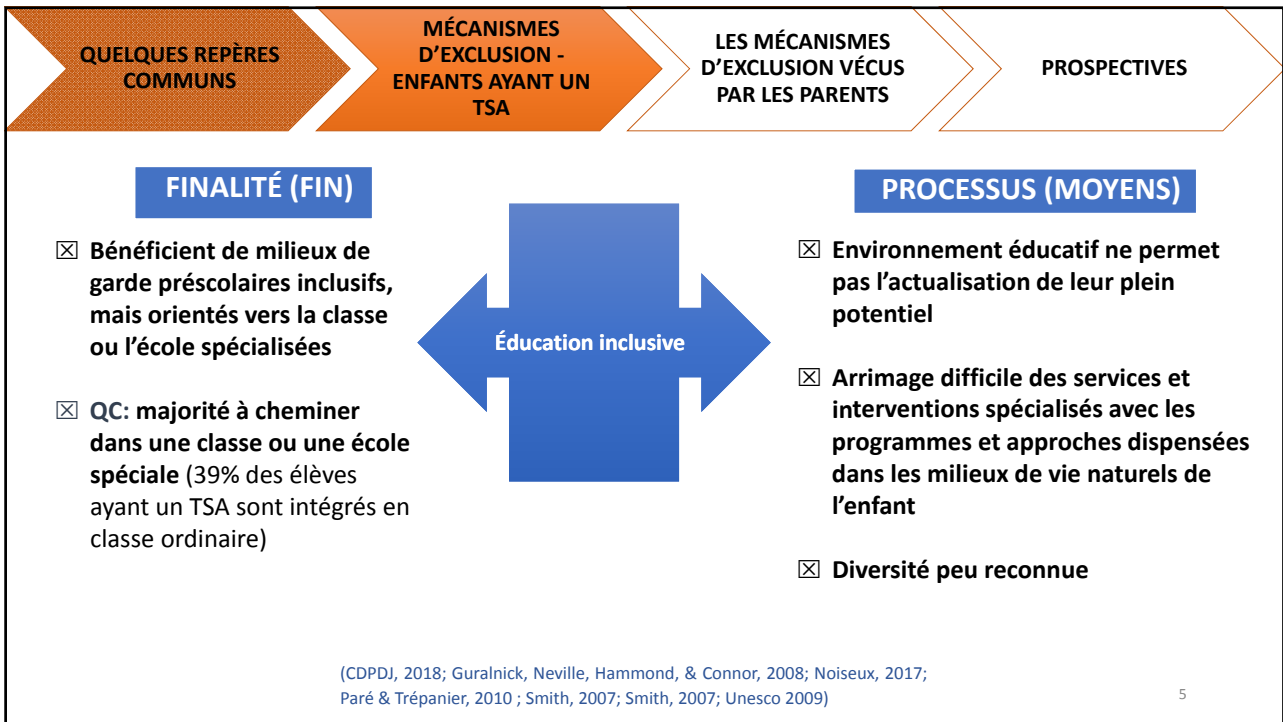 QUELQUES REPÈRES
COMMUNS
MÉCANISMES
D’EXCLUSION -
ENFANTS AYANT UN
TSA
LES MÉCANISMES
D’EXCLUSION VÉCUS
PAR LES PARENTS
PROSPECTIVES
FINALITÉ (FIN)
☒ Bénéficient de milieux de
garde préscolaires inclusifs,
mais orientés vers la classe
ou l’école spécialisées
☒ QC: majorité à cheminer
dans une classe ou une école
spéciale (39% des élèves
ayant un TSA sont intégrés en
classe ordinaire)
Éducation inclusive
PROCESSUS (MOYENS)
☒ Environnement éducatif ne permet
pas l’actualisation de leur plein
potentiel
☒ Arrimage difficile des services et
interventions spécialisés avec les
programmes et approches dispensées
dans les milieux de vie naturels de
l’enfant
☒ Diversité peu reconnue
(CDPDJ, 2018; Guralnick, Neville, Hammond, & Connor, 2008; Noiseux, 2017;
Paré & Trépanier, 2010 ; Smith, 2007; Smith, 2007; Unesco 2009)
5